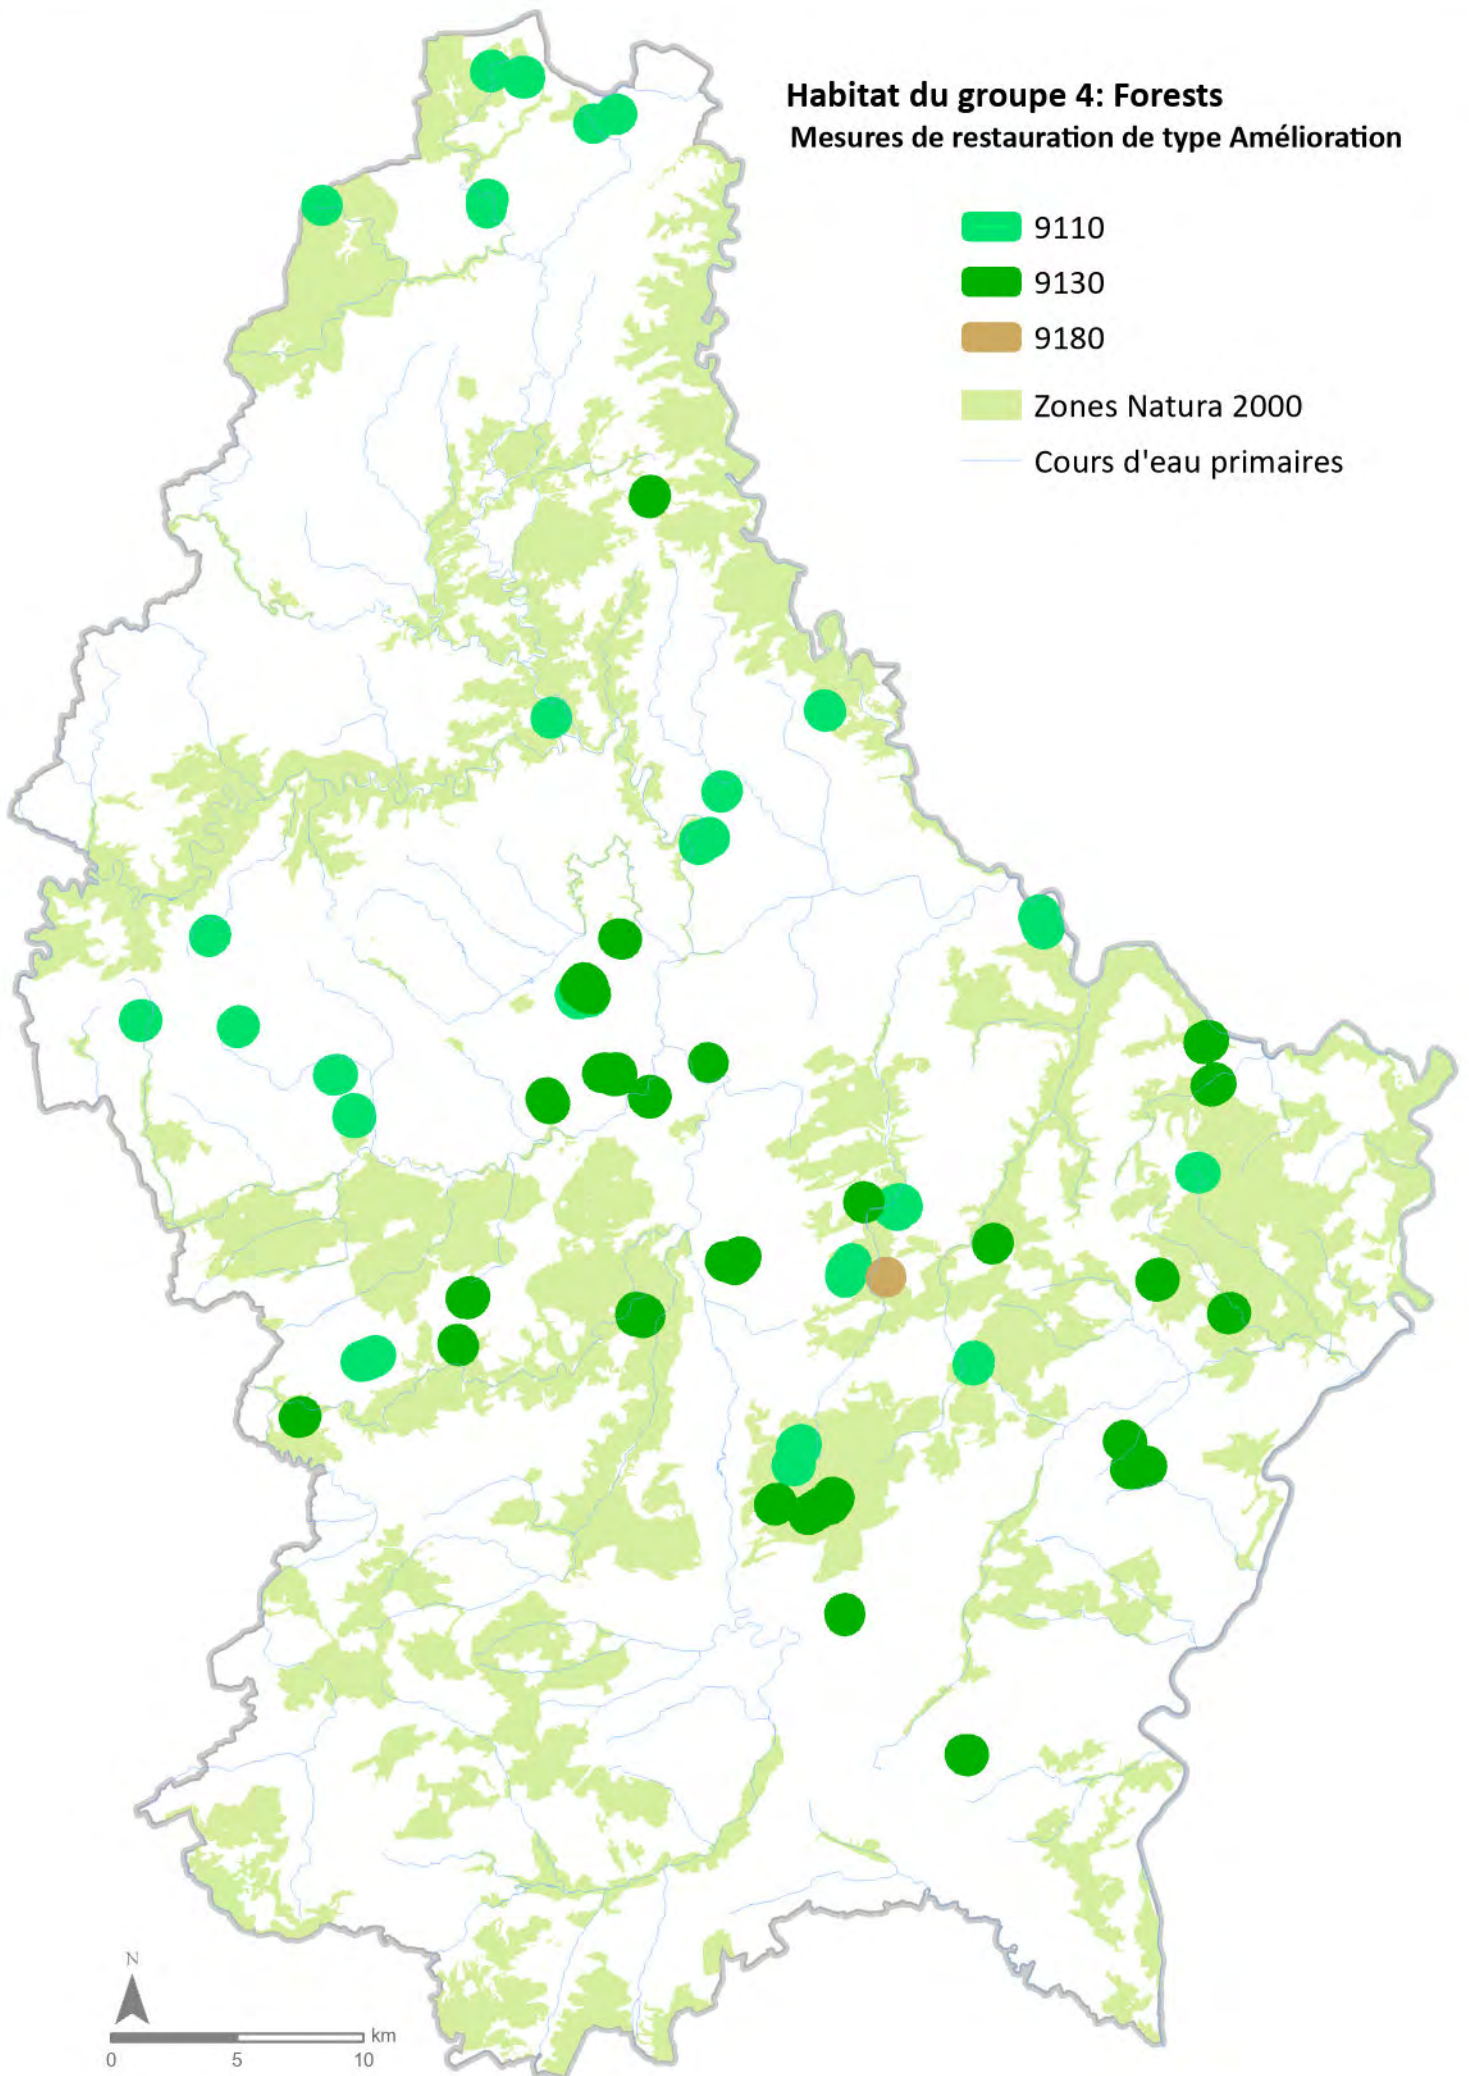 Habitat du groupe 4: Forests
Mesures de restauration de type Amélioration
9110
9130
9180
Zones Natura 2000
Cours d'eau primaires
N
km
0 5 10